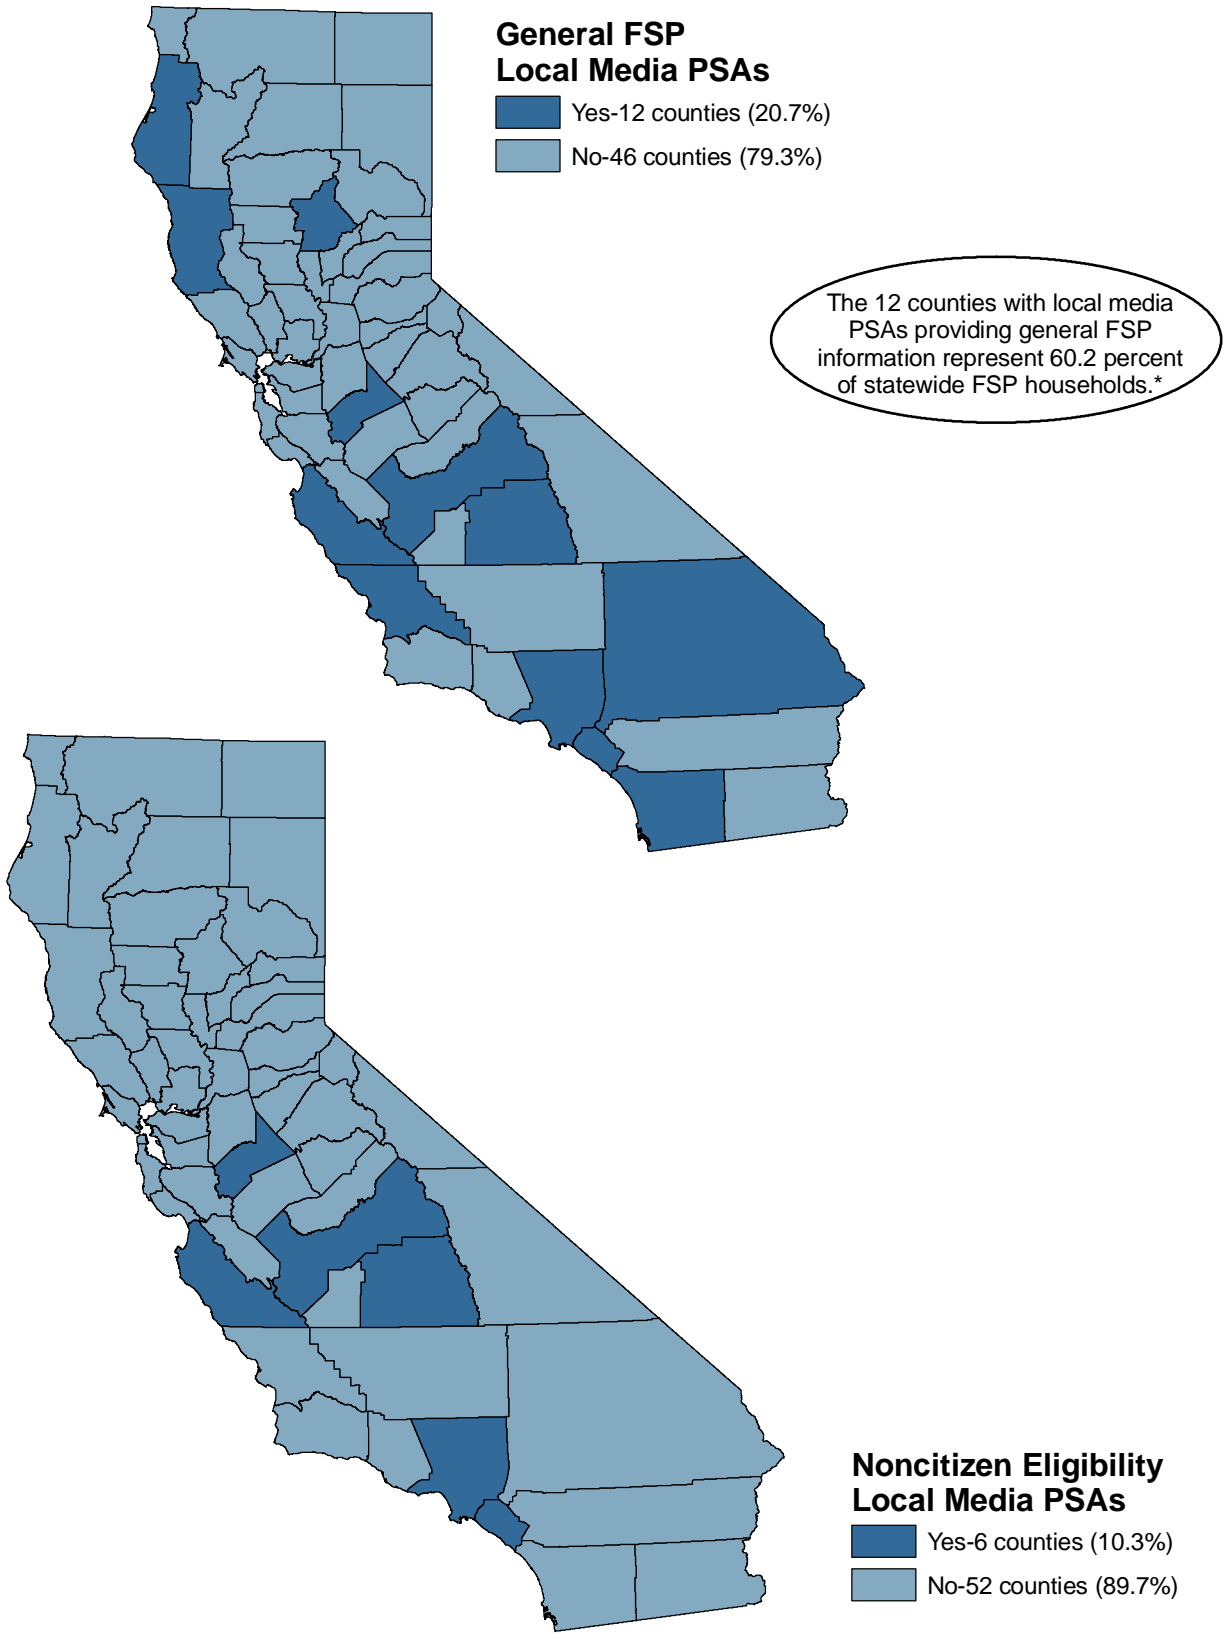 General FSP
Local Media PSAs
Yes-12 counties (20.7%)
No-46 counties (79.3%)
The 12 counties with local media
PSAs providing general FSP
information represent 60.2 percent
of statewide FSP households.*
Noncitizen Eligibility
Local Media PSAs
Yes-6 counties (10.3%)
No-52 counties (89.7%)